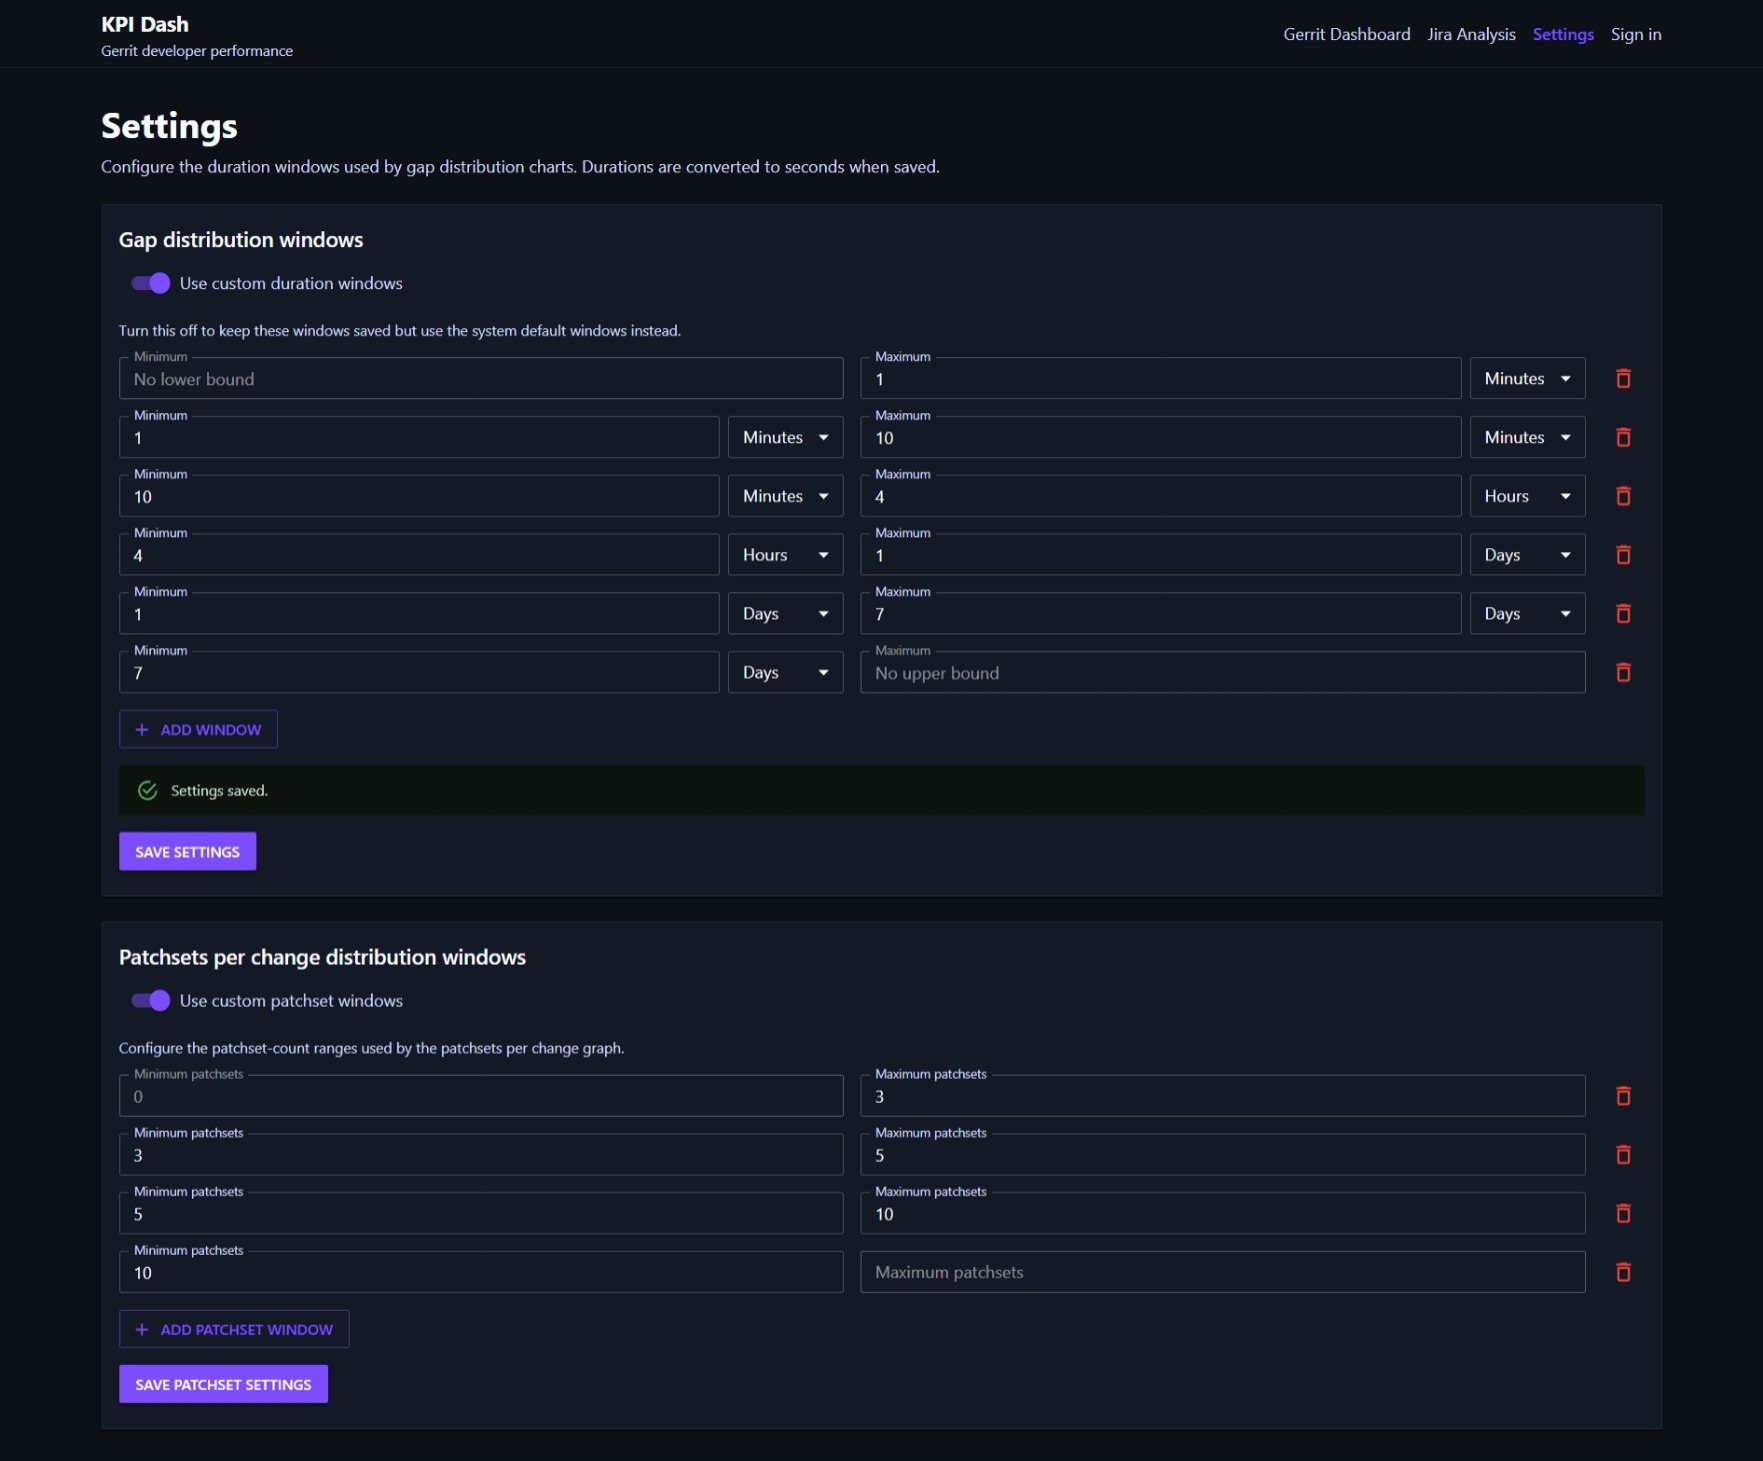 KPI Dash
Gerrit developer performance
Gerrit Dashboard Jira Analysis Settings Sign in
Settings
Configure the duration windows used by gap distribution charts. Durations are converted to seconds when saved.
Gap distribution windows
Use custom duration windows
Turn this off to keep these windows saved but use the system default windows instead.
Minimum Maximum
No lower bound 1 Minutes
Minimum Maximum
1 Minutes 10 Minutes
Minimum Maximum
10 Minutes 4 Hours
Minimum Maximum
4 Hours 1 Days
Minimum Maximum
1 Days 7 Days
Minimum Maximum
7 Days No upper bound
+ ADD WINDOW
Settings saved.
SAVE SETTINGS
Patchsets per change distribution windows
Use custom patchset windows
Configure the patchset-count ranges used by the patchsets per change graph.
Minimum patchsets Maximum patchsets
0 3
Minimum patchsets Maximum patchsets
3 5
Minimum patchsets Maximum patchsets
5 10
Minimum patchsets
10 Maximum patchsets
+ ADD PATCHSET WINDOW
SAVE PATCHSET SETTINGS